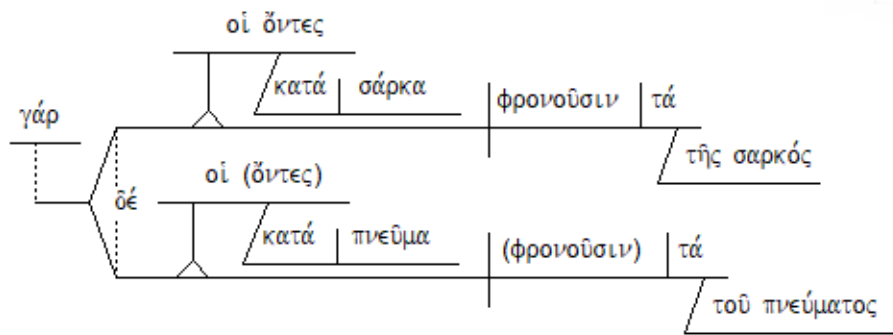 οἱ ὄντες
κατά σάρκα φρονοῦσιν τά
γάρ
τῆς σαρκός
οἱ (ὄντες)
δέ
κατά πνεῦμα (φρονοῦσιν) τά
τοῦ πνεύματος